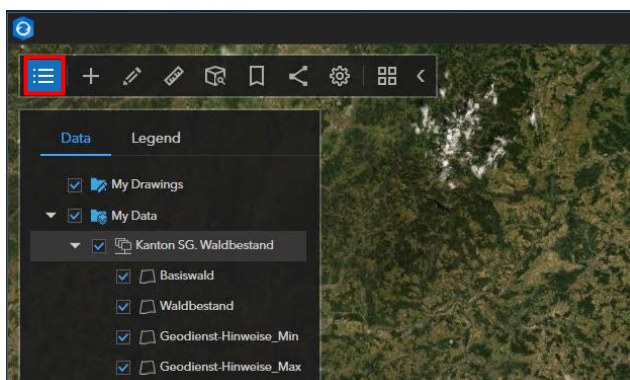 Data Legend
My Drawings
My Data
Kanton SG. Waldbestand
Basiswald
Waldbestand
Geodienst-Hinweise_Min
Geodienst-Hinweise_Max